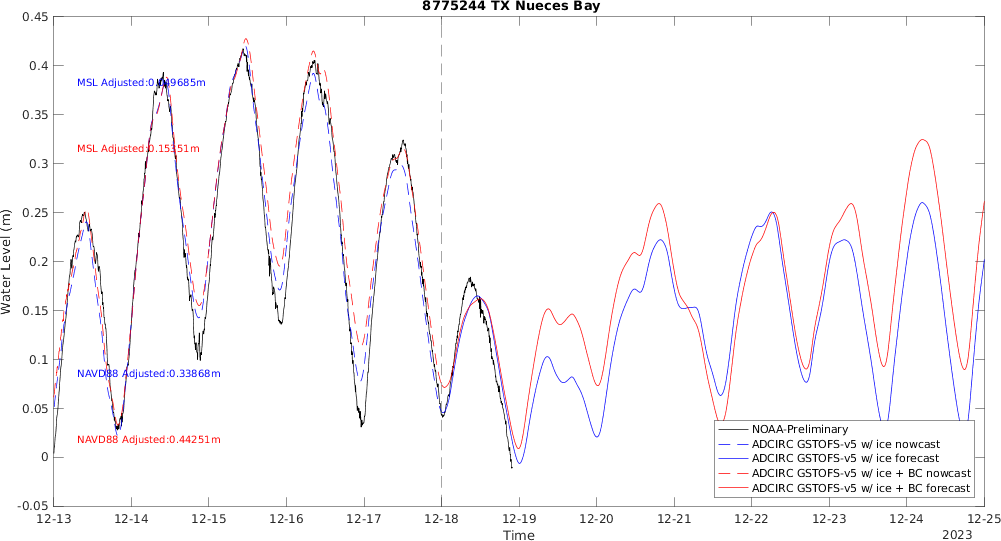 8775244 TX Nueces Bay
0.45
0.4
0.35
0.3
0.25
0.2
0.15
0.1
0.05
0
-0.05
Water Level (m)
MSL Adjusted:
MSL Adjusted:0.15351m
NAVD88 Adjusted:0.33868m
NAVD88 Adjusted:0.44251m
NOAA-Preliminary
ADCIRC GSTOFS-v5 w/ ice nowcast
ADCIRC GSTOFS-v5 w/ ice forecast
ADCIRC GSTOFS-v5 w/ ice + BC nowcast
ADCIRC GSTOFS-v5 w/ ice + BC forecast
12-13 12-14 12-15 12-16 12-17 12-18 12-19 12-20 12-21 12-22 12-23 12-24 12-25
Time
2023